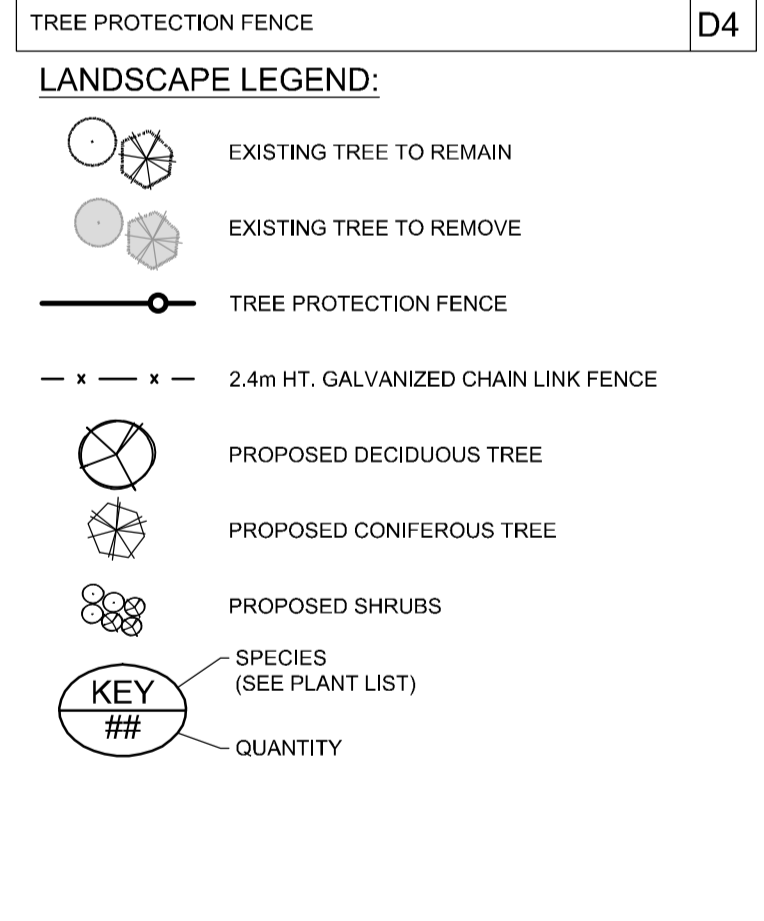 TREE PROTECTION FENCE D4
LANDSCAPE LEGEND:
EXISTING TREE TO REMAIN
EXISTING TREE TO REMOVE
TREE PROTECTION FENCE
x x 2.4m HT. GALVANIZED CHAIN LINK FENCE
PROPOSED DECIDUOUS TREE
PROPOSED CONIFEROUS TREE
PROPOSED SHRUBS
SPECIES
(SEE PLANT LIST)
KEY
##
QUANTITY